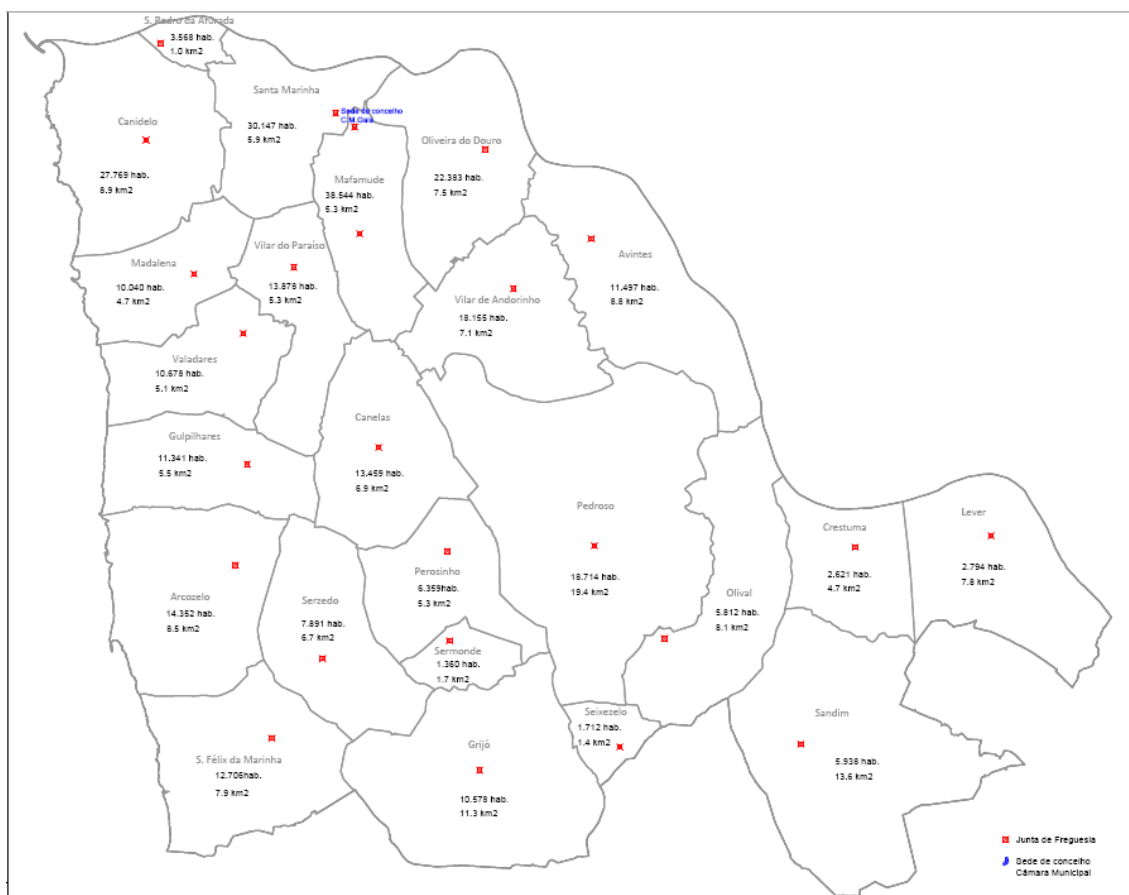 S. Pedro da Afurada
3.568 hab.
1.0 km2
Santa Marinha
30.147 hab.
5.9 km2
Sede de concelho
C.M.Gaia
Canidelo
27.769 hab.
8.9 km2
Oliveira do Douro
22.383 hab.
7.5 km2
Mafamude
38.544 hab.
5.3 km2
Avintes
11.497 hab.
8.8 km2
Madalena
10.040 hab.
4.7 km2
Vilar do Paraíso
13.878 hab.
5.3 km2
Vilar de Andorinho
18.155 hab.
7.1 km2
Valadares
10.678 hab.
5.1 km2
Canelas
13.459 hab.
6.9 km2
Gulpilhares
11.341 hab.
5.5 km2
Pedroso
18.714 hab.
19.4 km2
Crestuma
2.621 hab.
4.7 km2
Lever
2.794 hab.
7.8 km2
Arcozelo
14.352 hab.
8.5 km2
Serzedo
7.891 hab.
6.7 km2
Perosinho
6.359hab.
5.3 km2
Olival
5.812 hab.
8.1 km2
Sermonde
1.360 hab.
1.7 km2
Seixezelo
1.712 hab.
1.4 km2
Sandim
5.938 hab.
13.6 km2
S. Félix da Marinha
12.706hab.
7.9 km2
Grijó
10.578 hab.
11.3 km2
Junta de Freguesia
Sede de concelho
Câmara Municipal